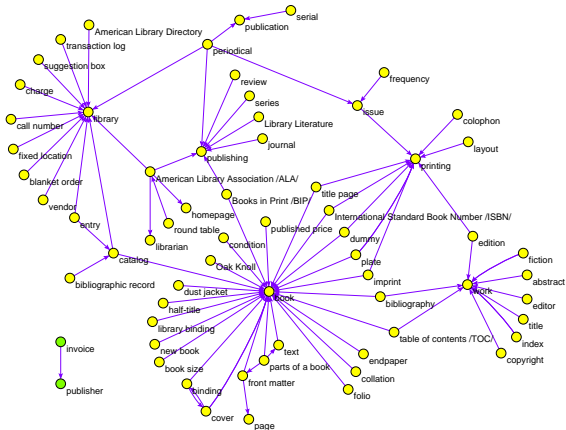 serial
American Library Directory
publication
transaction log
periodical
suggestion box
review
frequency
charge
series
issue
library
Library Literature
colophon
call number
journal
layout
fixed location
publishing
printing
blanket order
American Library Association /ALA/
vendor
Books in Print /BIP/
title page
homepage
International Standard Book Number /ISBN/
entry
round table
published price
dummy
edition
librarian
condition
catalog
Oak Knoll
plate
fiction
bibliographic record
imprint
abstract
dust jacket
book
bibliography
work
half-title
editor
library binding
title
new book
text
table of contents /TOC/
index
invoice
book size
parts of a book
endpaper
copyright
binding
front matter
collation
publisher
folio
cover
page